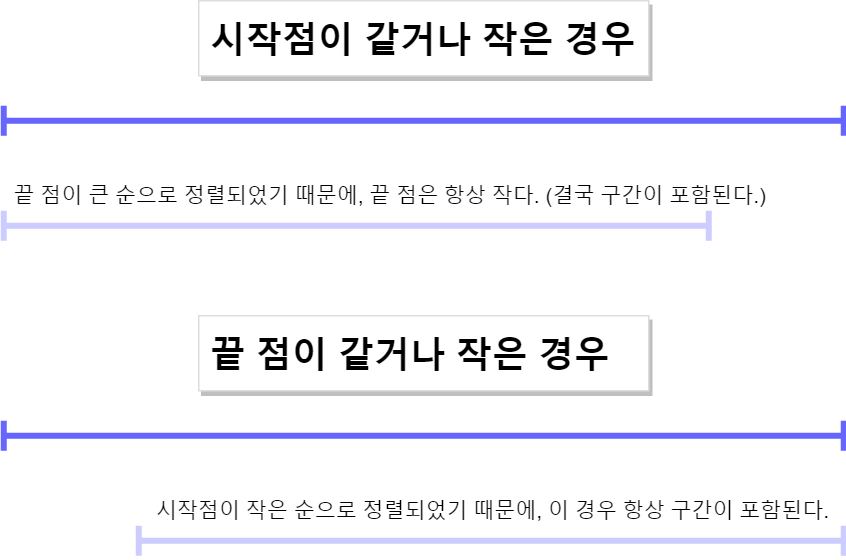 시작점이 같거나 작은 경우
끝 점이 큰 순으로 정렬되었기 때문에, 끝 점은 항상 작다. (결국 구간이 포함된다.)
끝 점이 같거나 작은 경우
시작점이 작은 순으로 정렬되었기 때문에, 이 경우 항상 구간이 포함된다.